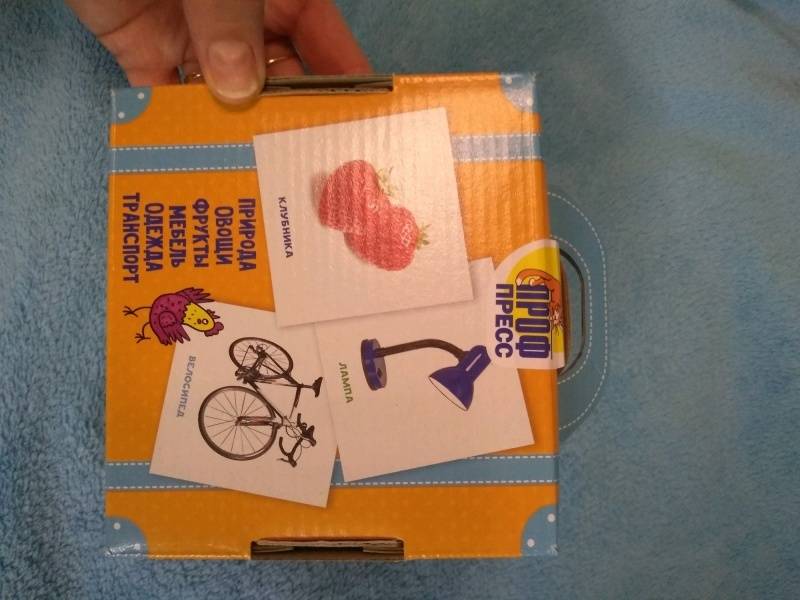 ПРОФ
ПРЕСС
КЛУБНИКА
ЛАМПА
ВЕЛОСИПЕД
ПРИРОДА
ОВОЩИ
ФРУКТЫ
МЕБЕЛЬ
ОДЕЖДА
ТРАНСПОРТ